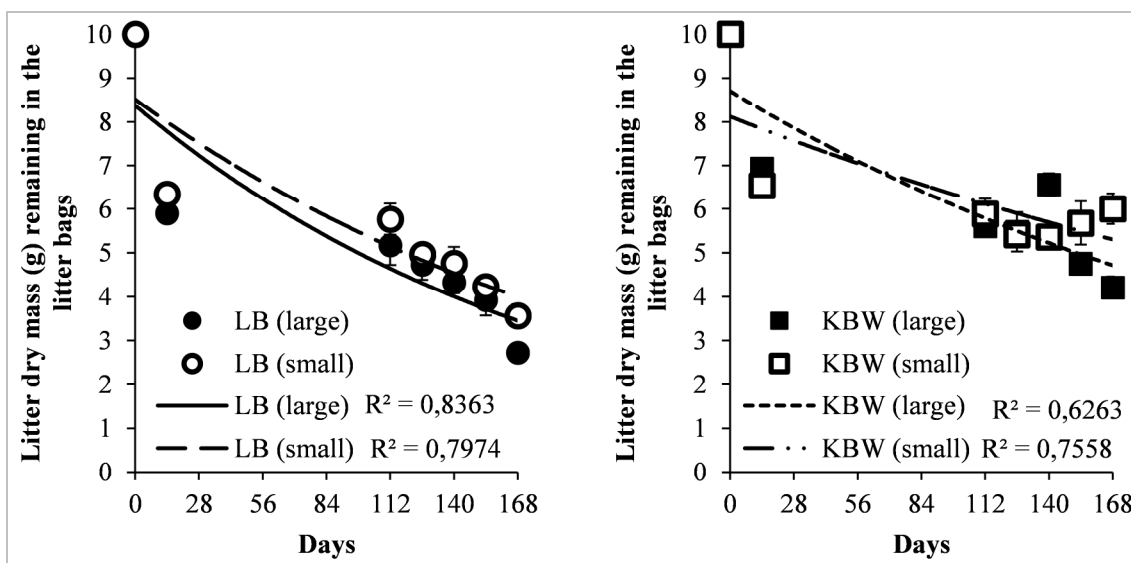 Litter dry mass (g) remaining in the
litter bags
10
9
8
7
6
5
4
3
2
1
0
LB (large)
LB (small)
LB (large) R² = 0,8363
LB (small) R² = 0,7974
0 28 56 84 112 140 168
Days
Litter dry mass (g) remaining in the
litter bags
10
9
8
7
6
5
4
3
2
1
0
KBW (large)
KBW (small)
KBW (large) R² = 0,6263
KBW (small) R² = 0,7558
0 28 56 84 112 140 168
Days